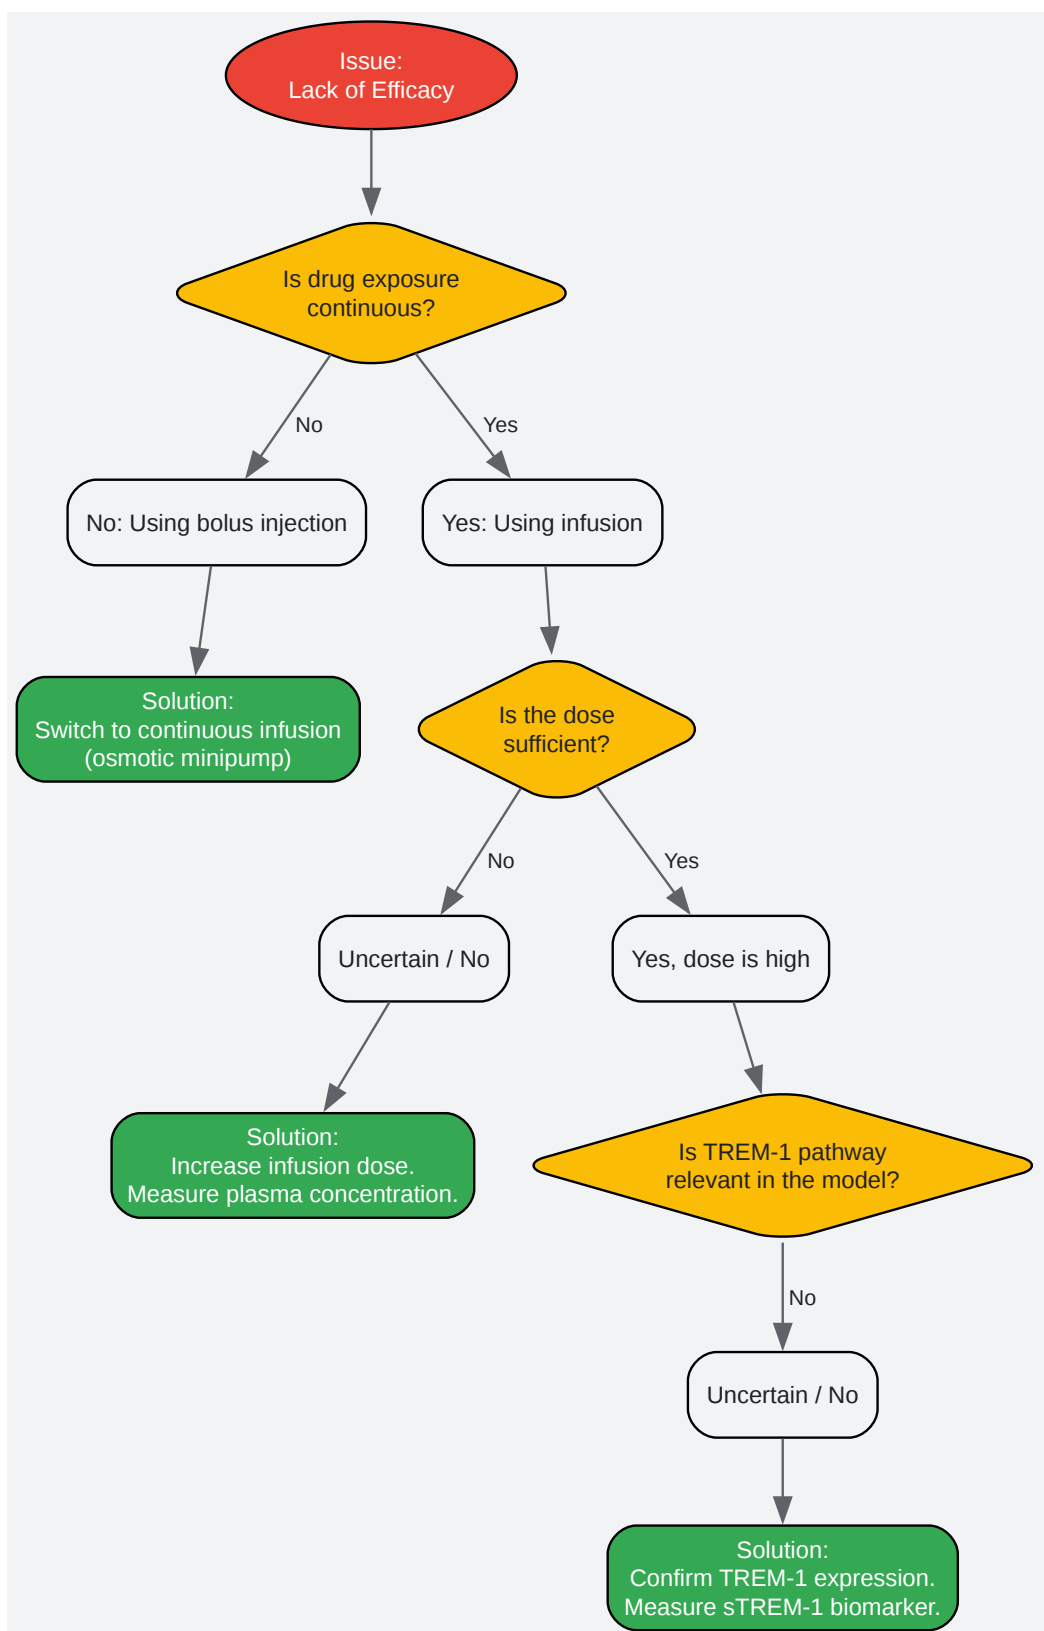 Issue:
Lack of Efficacy
Is drug exposure
continuous?
No
Yes
No: Using bolus injection
Yes: Using infusion
Solution:
Switch to continuous infusion
(osmotic minipump)
Is the dose
sufficient?
No
Yes
Uncertain / No
Yes, dose is high
Solution:
Increase infusion dose.
Measure plasma concentration.
Is TREM-1 pathway
relevant in the model?
No
Uncertain / No
Solution:
Confirm TREM-1 expression.
Measure sTREM-1 biomarker.